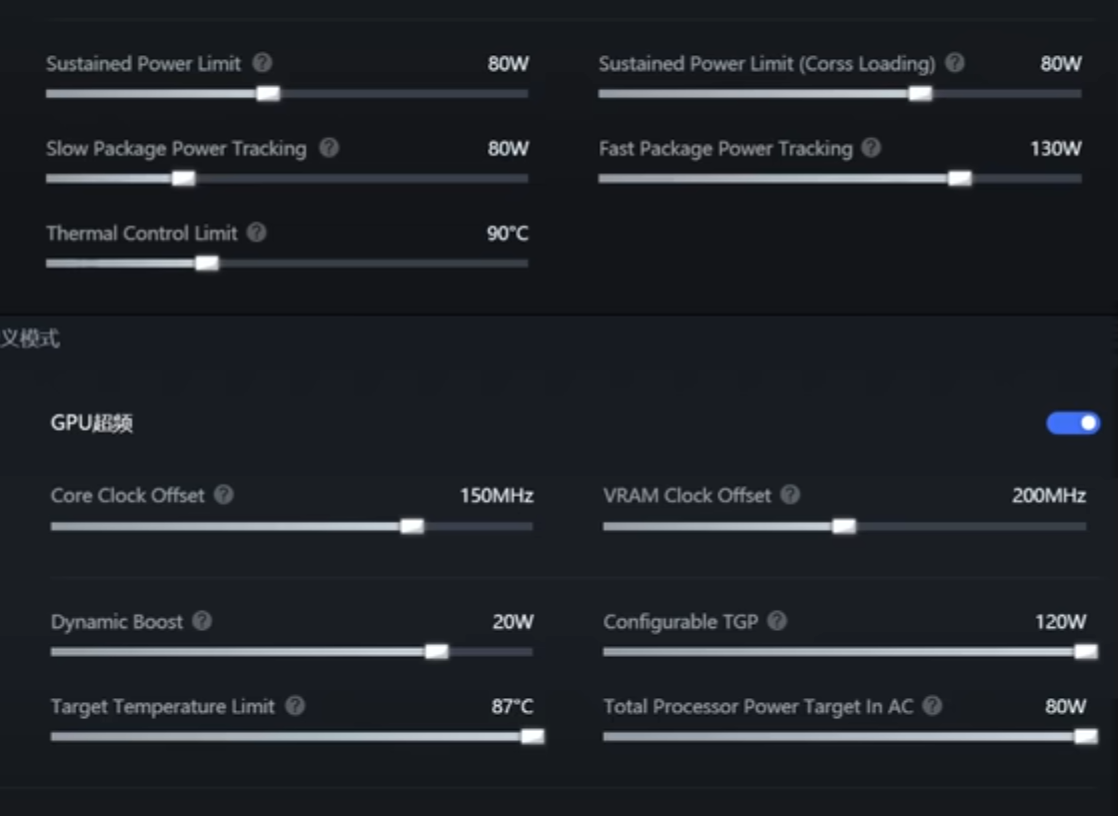 Sustained Power Limit ? 80W
Sustained Power Limit (Corss Loading) ? 80W
Slow Package Power Tracking ? 80W
Fast Package Power Tracking ? 130W
Thermal Control Limit ? 90°C
义模式
GPU超频
Core Clock Offset ? 150MHz
VRAM Clock Offset ? 200MHz
Dynamic Boost ? 20W
Configurable TGP ? 120W
Target Temperature Limit ? 87°C
Total Processor Power Target In AC ? 80W